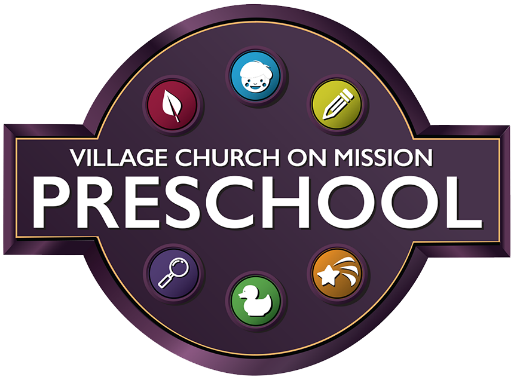 VILLAGE CHURCH ON MISSION
PRESCHOOL